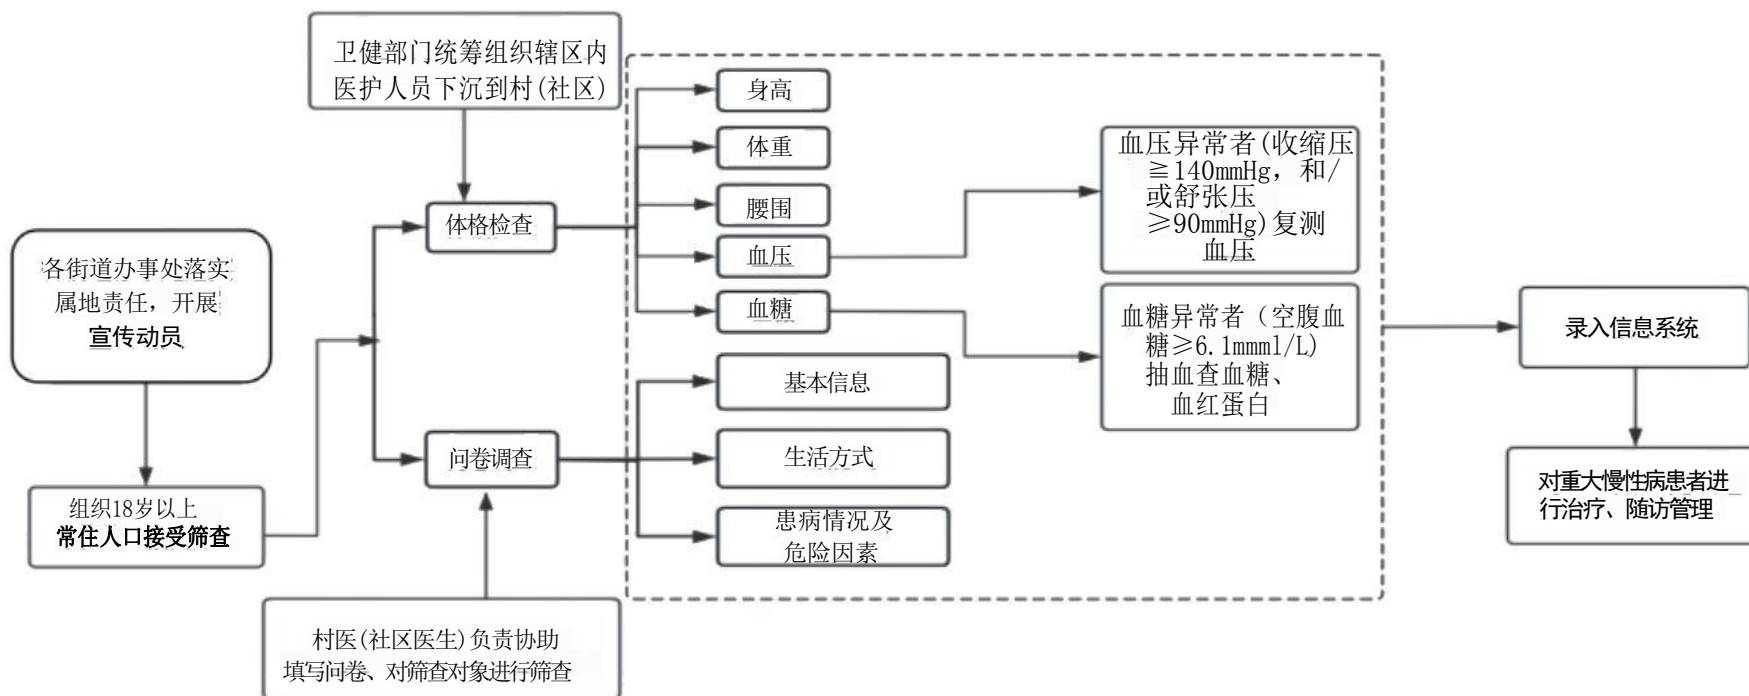 卫健部门统筹组织辖区内
医护人员下沉到村(社区)
身高
体重
腰围
血压
血糖
体格检查
血压异常者(收缩压
≧140mmHg，和/
或舒张压
≥90mmHg)复测
血压
各街道办事处落实
属地责任，开展
宣传动员
血糖异常者（空腹血
糖≥6.1mmml/L)
抽血查血糖、
血红蛋白
录入信息系统
基本信息
生活方式
患病情况及
危险因素
问卷调查
组织18岁以上
常住人口接受筛查
对重大慢性病患者进
行治疗、随访管理
村医(社区医生)负责协助
填写问卷、对筛查对象进行筛查